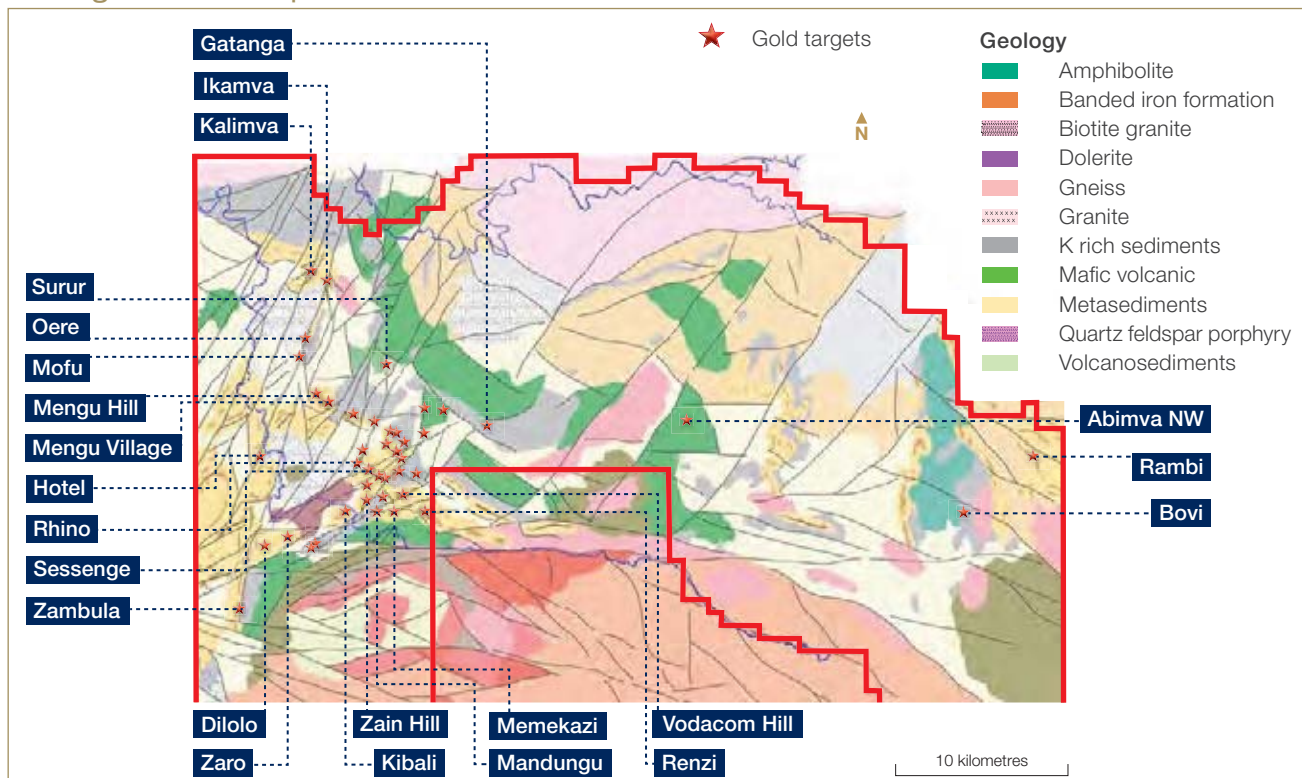 Gatanga
Ikamva
Kalimva
Gold targets
N
Geology
Amphibolite
Banded iron formation
Biotite granite
Dolerite
Gneiss
Granite
K rich sediments
Mafic volcanic
Metasediments
Quartz feldspar porphyry
Volcanosediments
Surur
Oere
Mofu
Mengu Hill
Mengu Village
Hotel
Rhino
Sessenge
Zambula
Abimva NW
Rambi
Bovi
Dilolo
Zain Hill
Memekazi
Vodacom Hill
Zaro
Kibali
Mandungu
Renzi
10 kilometres